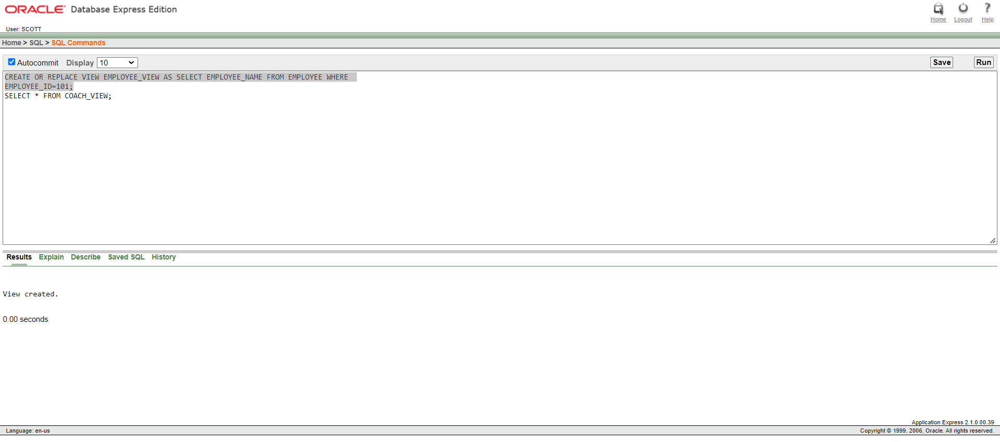 ORACLE Database Express Edition
Home Logout Help
User: SCOTT
Home > SQL > SQL Commands
Autocommit Display 10 Save Run
CREATE OR REPLACE VIEW EMPLOYEE_VIEW AS SELECT EMPLOYEE_NAME FROM EMPLOYEE WHERE
EMPLOYEE_ID=101;
SELECT * FROM COACH_VIEW;
Results Explain Describe Saved SQL History
View created.
0.00 seconds
Application Express 2.1.0.00.39
Language: en-us Copyright © 1999, 2006, Oracle. All rights reserved.